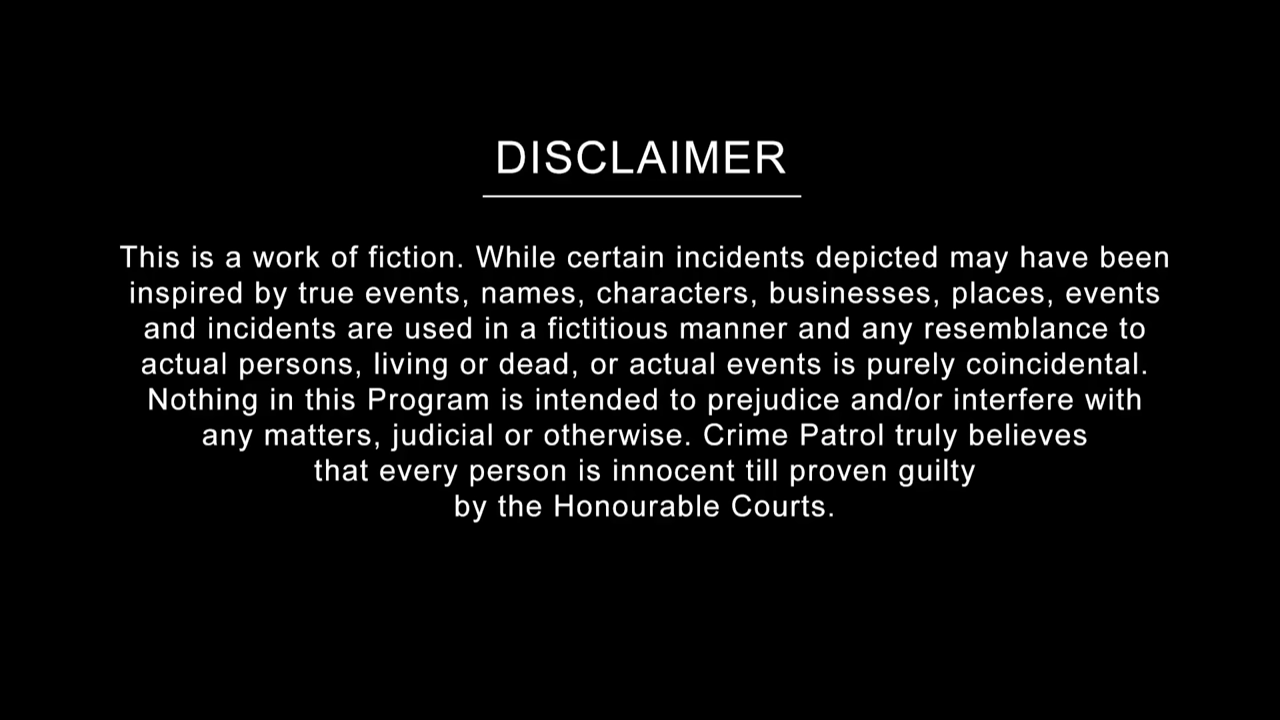 DISCLAIMER
This is a work of fiction. While certain incidents depicted may have been
inspired by true events, names, characters, businesses, places, events
and incidents are used in a fictitious manner and any resemblance to
actual persons, living or dead, or actual events is purely coincidental.
Nothing in this Program is intended to prejudice and/or interfere with
any matters, judicial or otherwise. Crime Patrol truly believes
that every person is innocent till proven guilty
by the Honourable Courts.